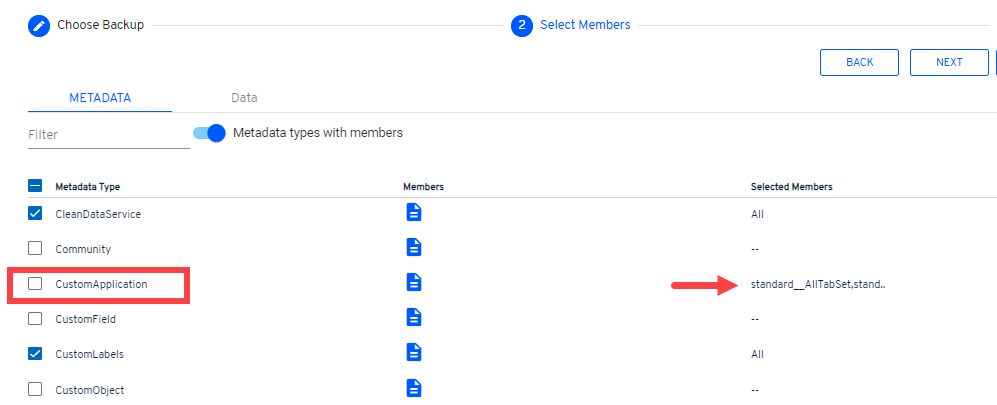 Choose Backup
2 Select Members
BACK NEXT
METADATA Data
Filter Metadata types with members
Metadata Type Members Selected Members
CleanDataService All
Community --
CustomApplication standard__AllTabSet,stand..
CustomField --
CustomLabels All
CustomObject --